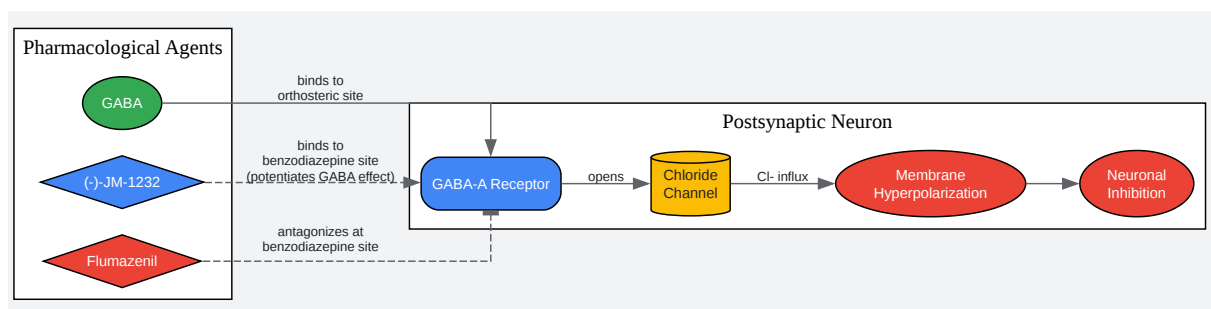 Pharmacological Agents
GABA
(-)-JM-1232
Flumazenil
binds to
orthosteric site
binds to
benzodiazepine site
(potentiates GABA effect)
antagonizes at
benzodiazepine site
Postsynaptic Neuron
GABA-A Receptor
opens
Chloride
Channel
Cl- influx
Membrane
Hyperpolarization
Neuronal
Inhibition